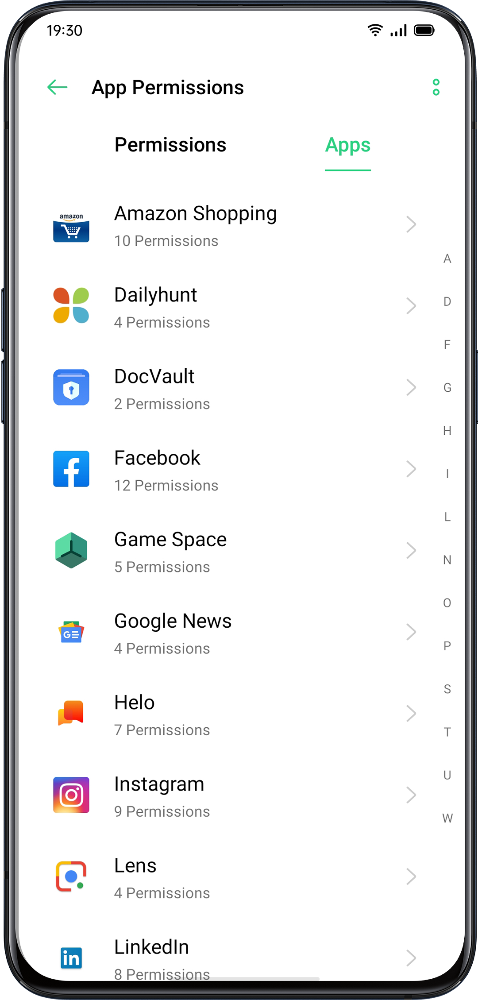 19:30
App Permissions
Permissions Apps
amazon
Amazon Shopping
10 Permissions
A
Dailyhunt
4 Permissions
D
F
DocVault
2 Permissions
G
H
Facebook
12 Permissions
I
L
Game Space
5 Permissions
N
O
GE
Google News
4 Permissions
P
S
Helo
7 Permissions
T
U
Instagram
9 Permissions
W
Lens
4 Permissions
in
LinkedIn
8 Permissions